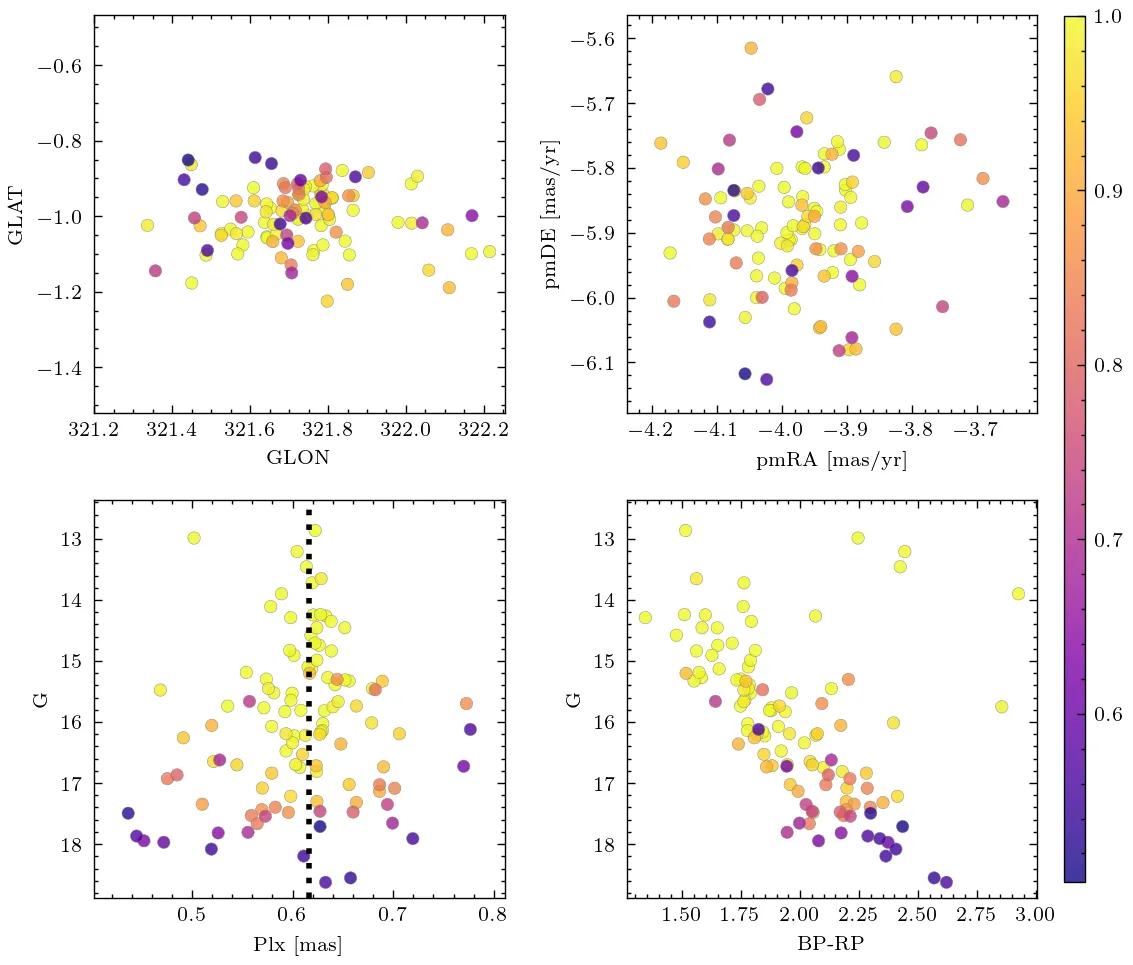 −0.6
−0.8
−1.0
−1.2
−1.4
GLAT
321.2 321.4 321.6 321.8 322.0 322.2
GLON
−5.6
−5.7
−5.8
−5.9
−6.0
−6.1
pmDE [mas/yr]
−4.2 −4.1 −4.0 −3.9 −3.8 −3.7
pmRA [mas/yr]
1.0
0.9
0.8
0.7
0.6
13
14
15
16
17
18
G
0.5 0.6 0.7 0.8
Plx [mas]
13
14
15
16
17
18
G
1.50 1.75 2.00 2.25 2.50 2.75 3.00
BP-RP